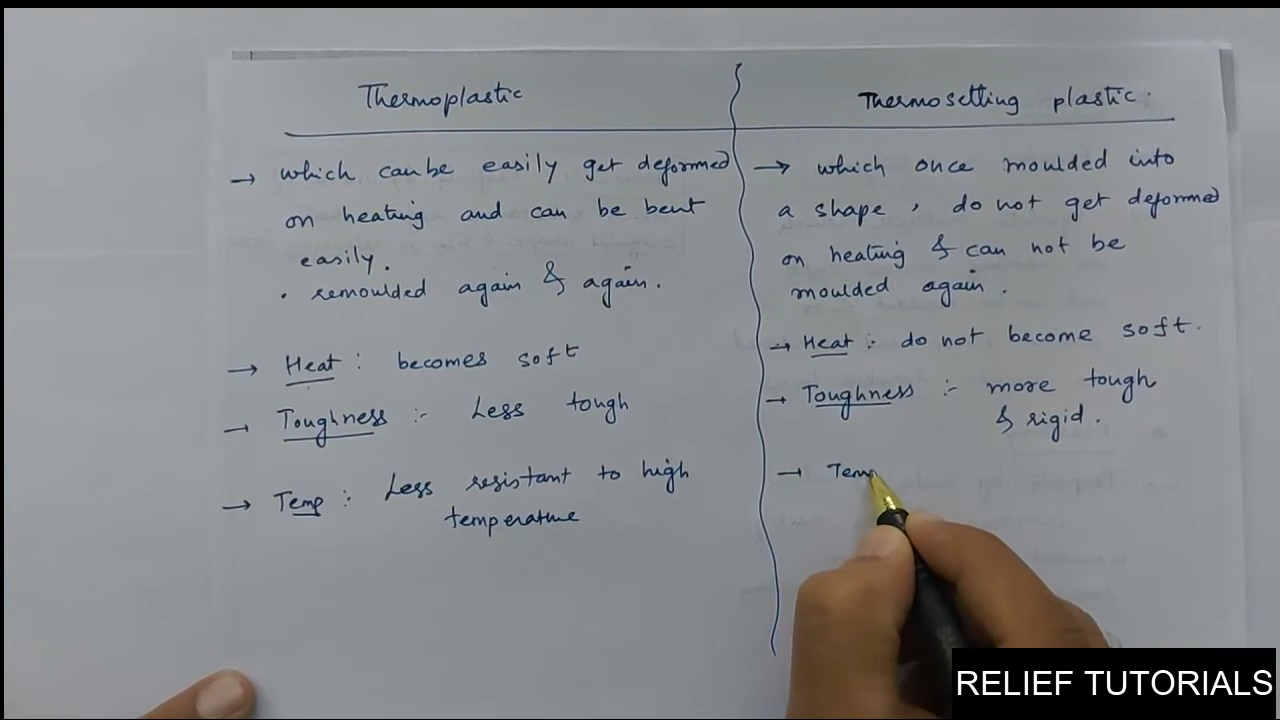 Thermoplastic
→ which can be easily get deformed
on heating and can be bent
easily.
. remoulded again & again.
→ Heat : becomes soft
→ Toughness :- Less tough
→ Temp :- Less resistant to high
temperature
Thermosetting plastic.
→ which once moulded into
a shape, do not get deformed
on heating & can not be
moulded again.
→ Heat :- do not become soft.
→ Toughness :- more tough
& rigid.
→ Temp
RELIEF TUTORIALS